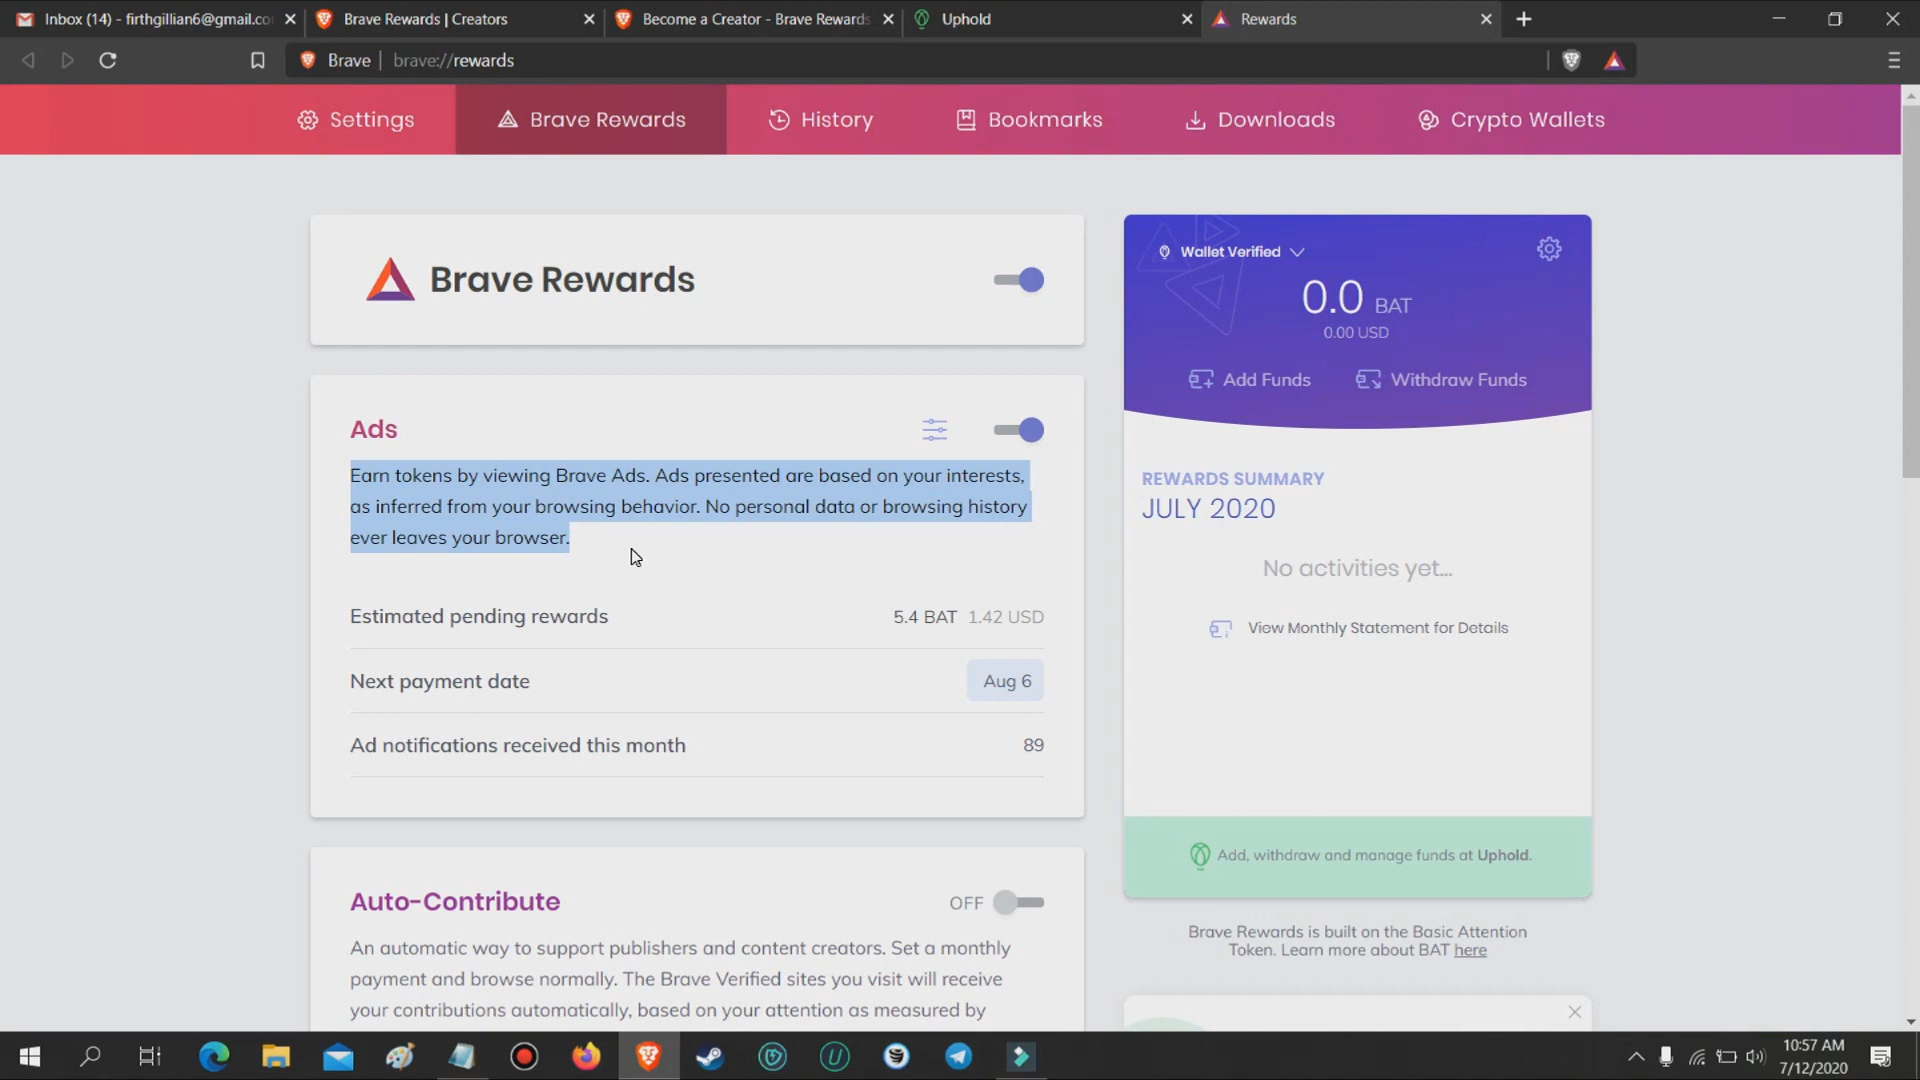 Inbox (14) - firthgillian6@gmail.co
Brave Rewards | Creators
Become a Creator - Brave Rewards
Uphold
Rewards
Brave | brave://rewards
Settings
Brave Rewards
History
Bookmarks
Downloads
Crypto Wallets
Brave Rewards
Ads
Earn tokens by viewing Brave Ads. Ads presented are based on your interests,
as inferred from your browsing behavior. No personal data or browsing history
ever leaves your browser.
Estimated pending rewards
5.4 BAT 1.42 USD
Next payment date
Aug 6
Ad notifications received this month
89
Auto-Contribute
OFF
An automatic way to support publishers and content creators. Set a monthly
payment and browse normally. The Brave Verified sites you visit will receive
your contributions automatically, based on your attention as measured by
Wallet Verified
0.0 BAT
0.00 USD
Add Funds
Withdraw Funds
REWARDS SUMMARY
JULY 2020
No activities yet...
View Monthly Statement for Details
Add, withdraw and manage funds at Uphold.
Brave Rewards is built on the Basic Attention
Token. Learn more about BAT here
10:57 AM
7/12/2020